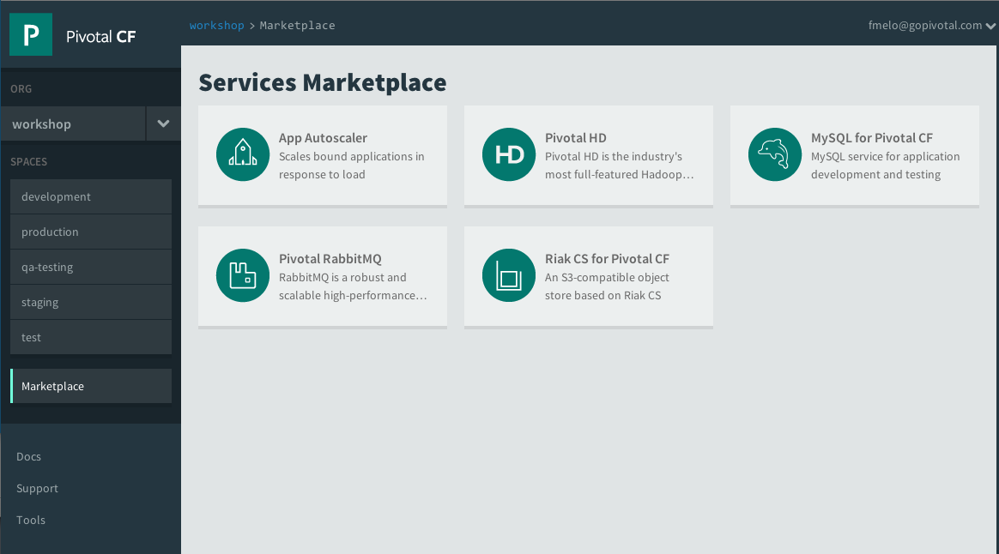 P Pivotal CF
workshop > Marketplace
fmelo@gopivotal.com
ORG
workshop
SPACES
development
production
qa-testing
staging
test
Marketplace
Docs
Support
Tools
Services Marketplace
App Autoscaler
Scales bound applications in
response to load
HD
Pivotal HD
Pivotal HD is the industry's
most full-featured Hadoop…
MySQL for Pivotal CF
MySQL service for application
development and testing
Pivotal RabbitMQ
RabbitMQ is a robust and
scalable high-performance…
Riak CS for Pivotal CF
An S3-compatible object
store based on Riak CS